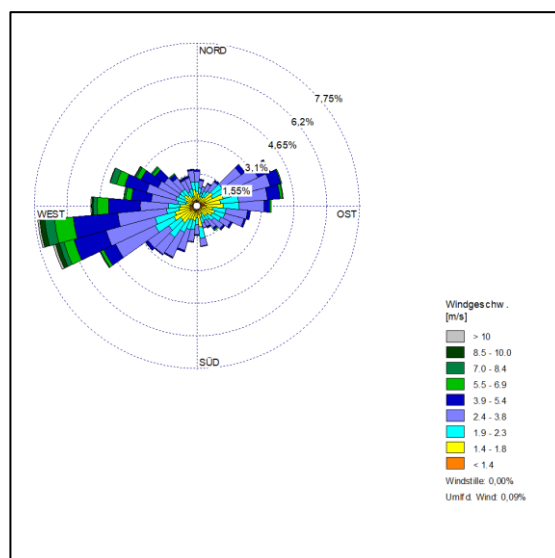 NORD
7,75%
6,2%
4,65%
3,1%
1,55%
WEST
OST
SÜD
Windgeschw.
[m/s]
> 10
8.5 - 10.0
7.0 - 8.4
5.5 - 6.9
3.9 - 5.4
2.4 - 3.8
1.9 - 2.3
1.4 - 1.8
< 1.4
Windstille: 0,00%
Umlfd. Wind: 0,09%